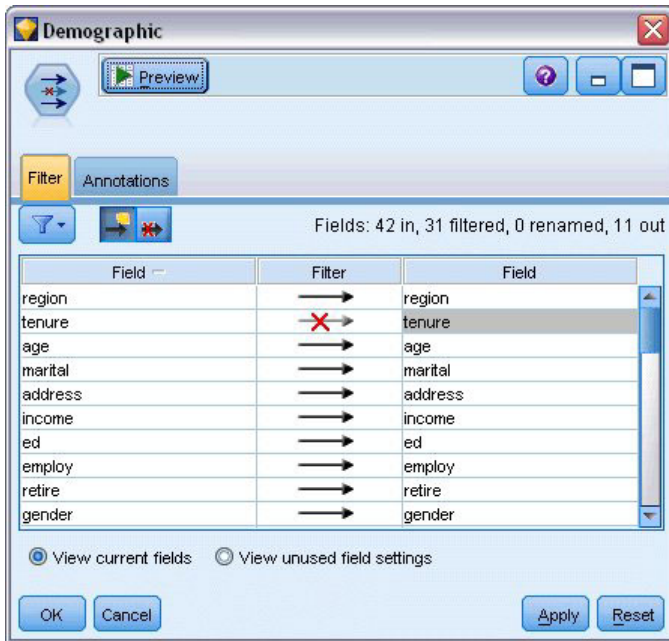 Demographic
Preview
Filter Annotations
Fields: 42 in, 31 filtered, 0 renamed, 11 out
Field Filter Field
region region
tenure tenure
age age
marital marital
address address
income income
ed ed
employ employ
retire retire
gender gender
View current fields View unused field settings
OK Cancel Apply Reset